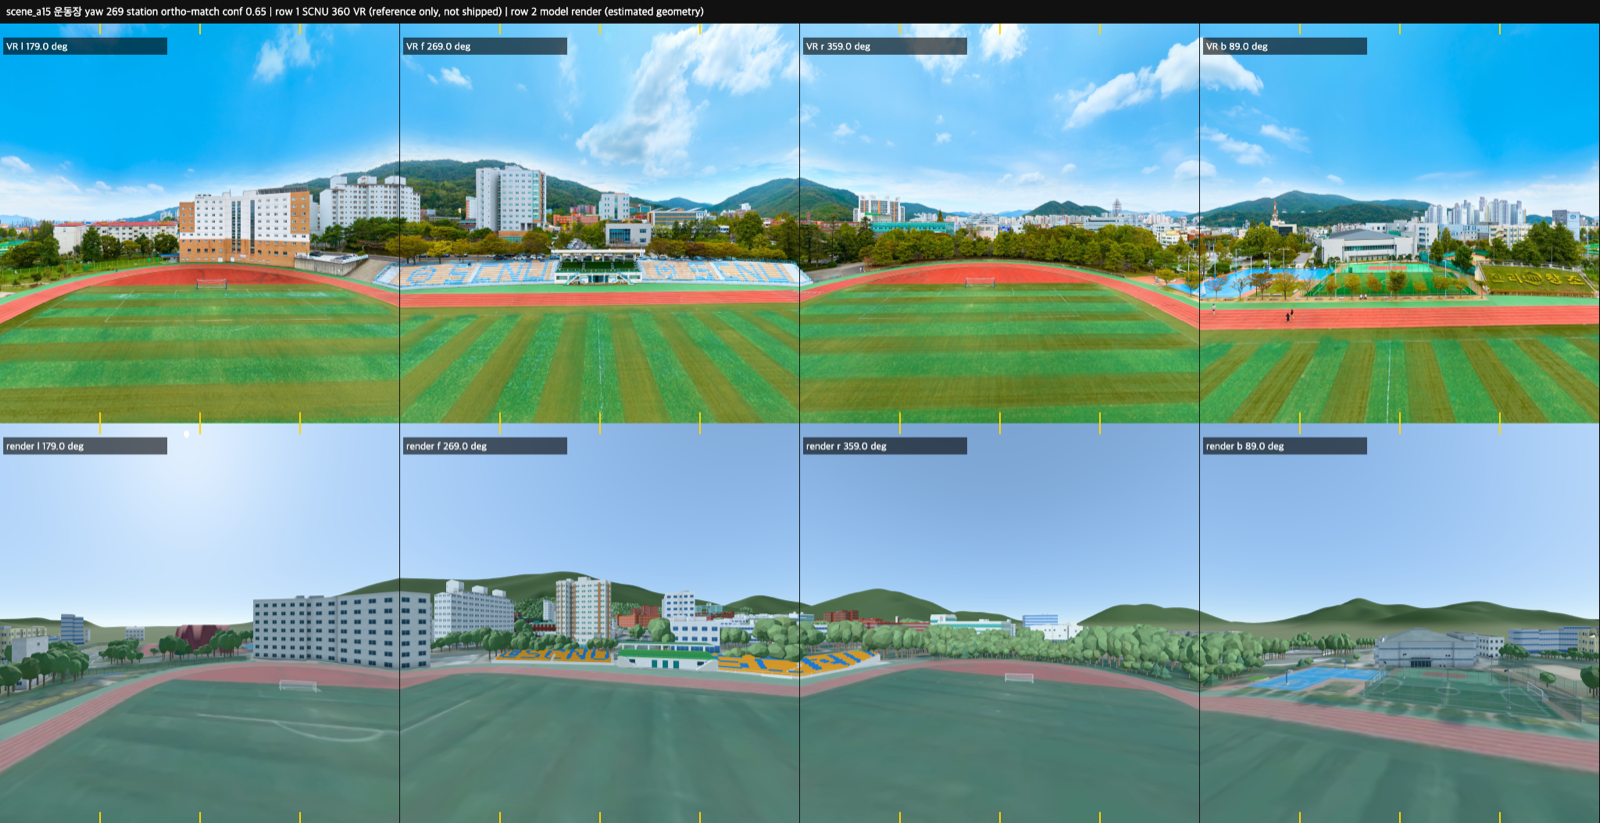 scene_a15 운동장 yaw 269 station ortho-match conf 0.65 | row 1 SCNU 360 VR (reference only, not shipped) | row 2 model render (estimated geometry)
VR l 179.0 deg
VR f 269.0 deg
VR r 359.0 deg
VR b 89.0 deg
render l 179.0 deg
render f 269.0 deg
render r 359.0 deg
render b 89.0 deg